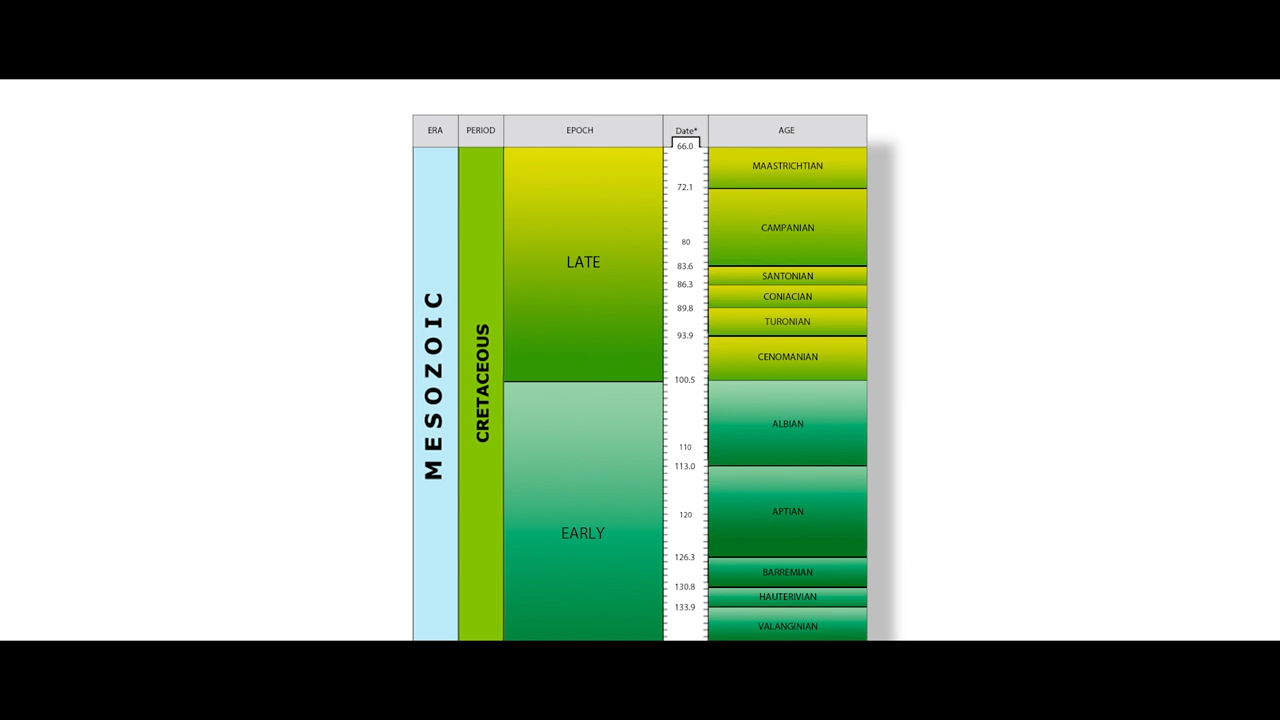 ERA PERIOD EPOCH Date* AGE
66.0
MAASTRICHTIAN
72.1
CAMPANIAN
80
LATE
83.6
SANTONIAN
86.3
CONIACIAN
89.8
TURONIAN
93.9
CENOMANIAN
100.5
MESOZOIC
CRETACEOUS
ALBIAN
110
113.0
APTIAN
120
EARLY
126.3
BARREMIAN
130.8
HAUTERIVIAN
133.9
VALANGINIAN